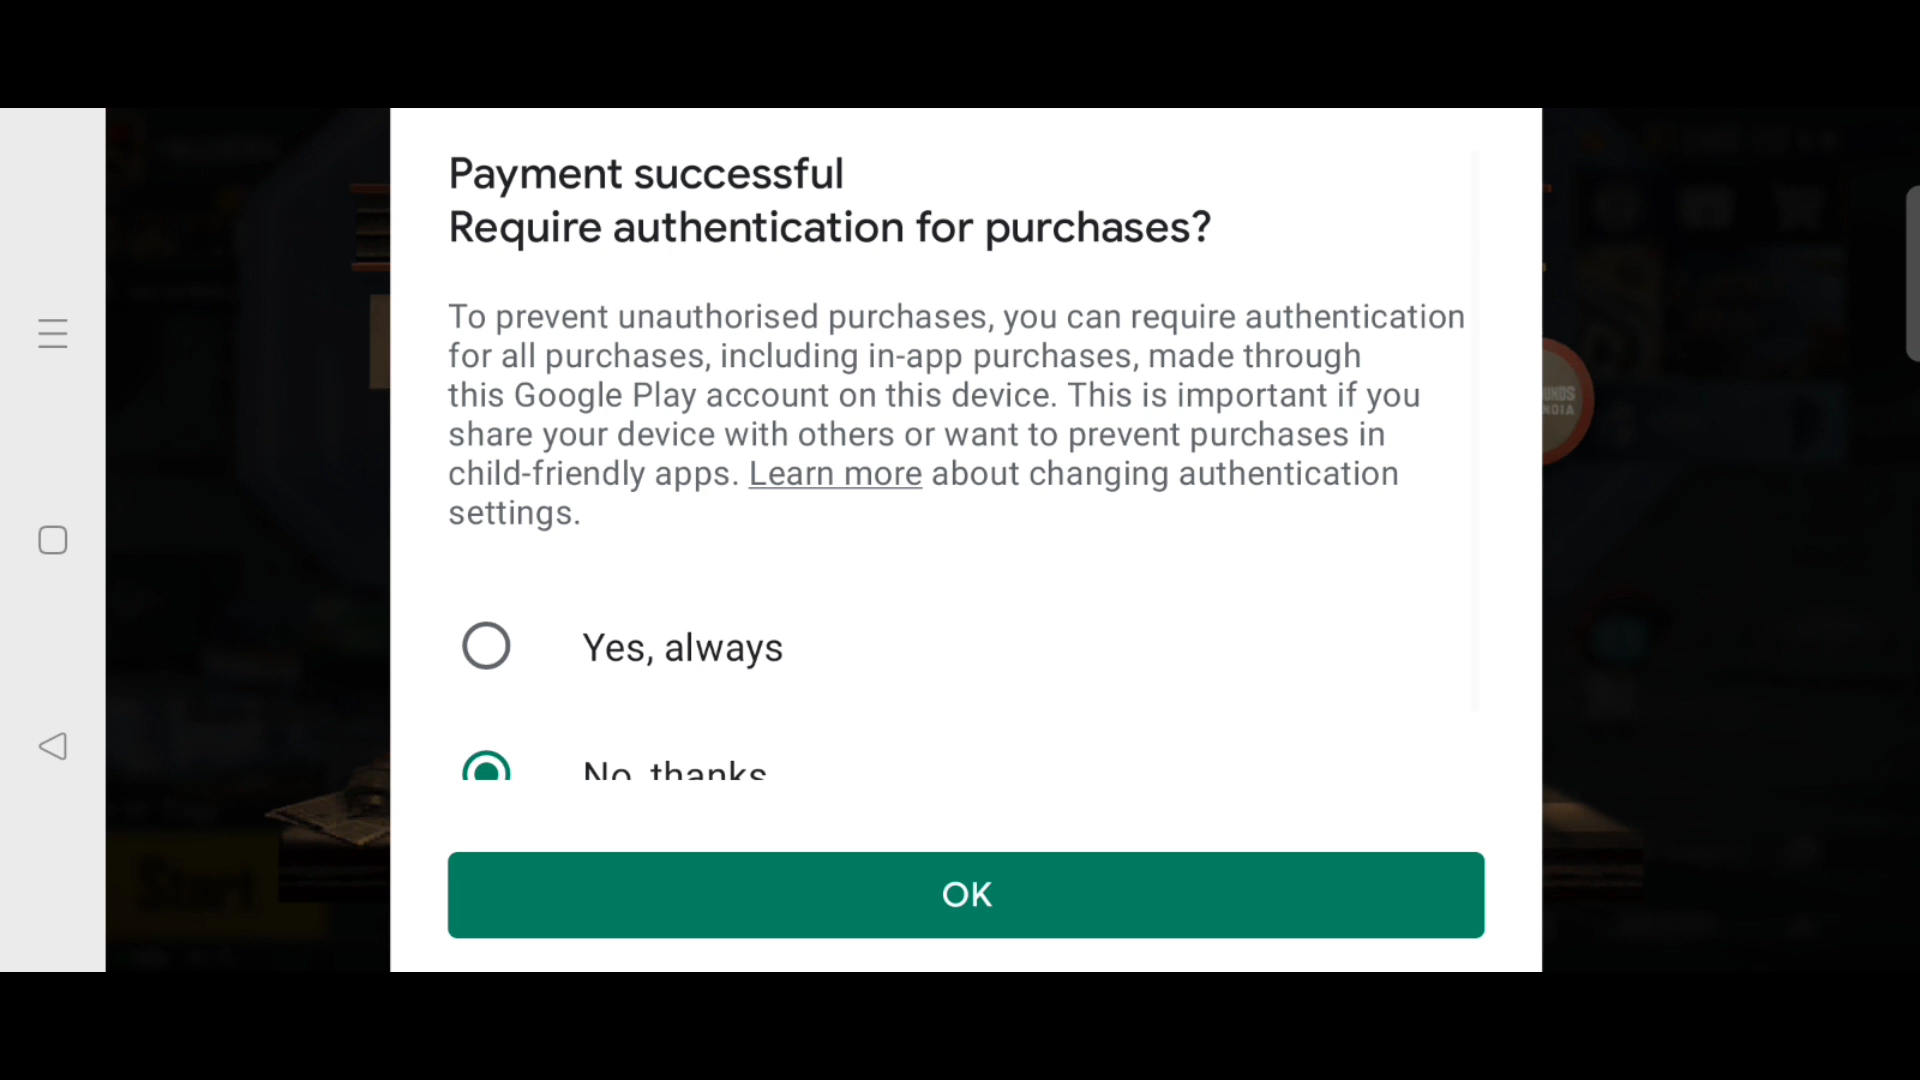 Payment successful
Require authentication for purchases?
To prevent unauthorised purchases, you can require authentication
for all purchases, including in-app purchases, made through
this Google Play account on this device. This is important if you
share your device with others or want to prevent purchases in
child-friendly apps. Learn more about changing authentication
settings.
Yes, always
No, thanks
OK
Start